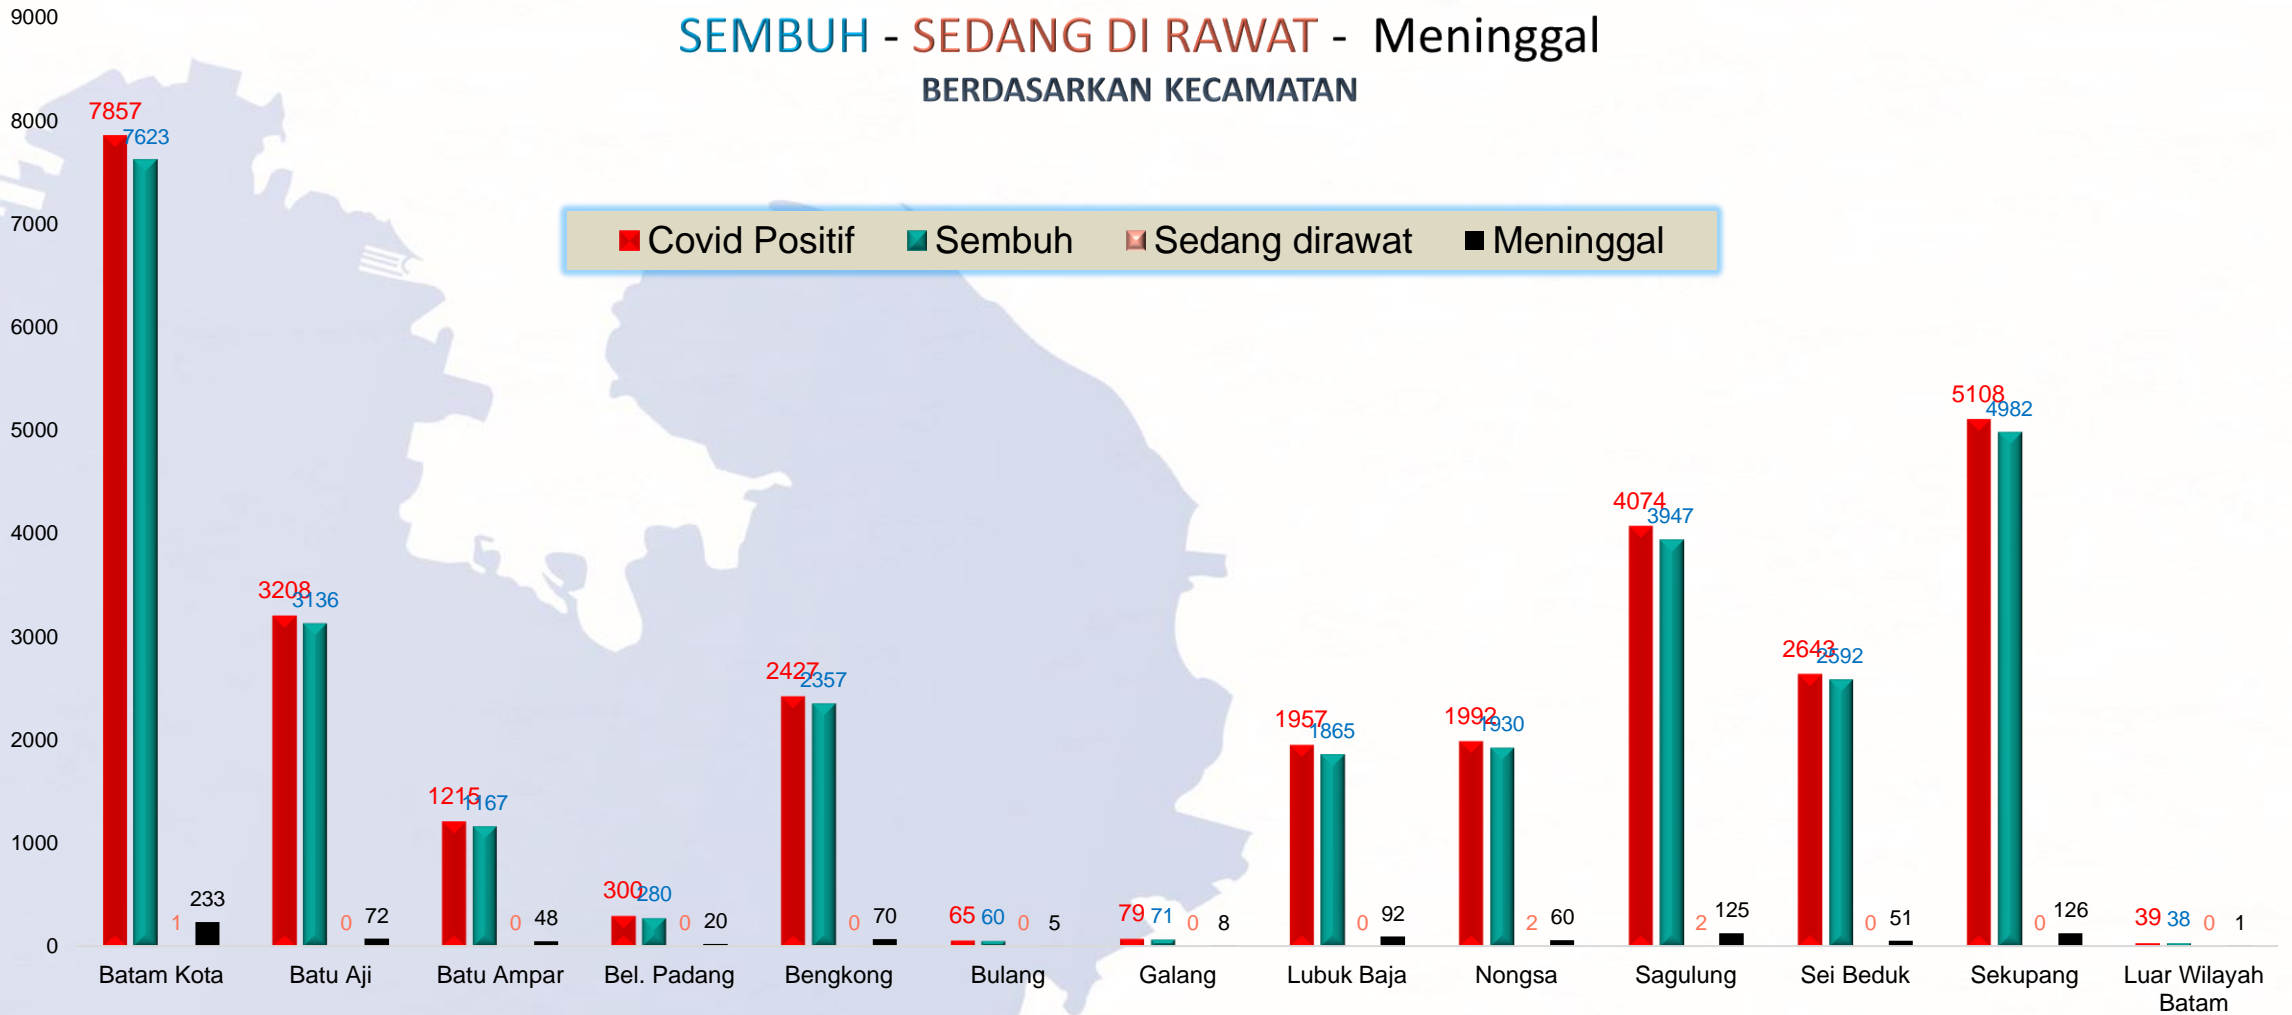 SEMBUH - SEDANG DI RAWAT - Meninggal
BERDASARKAN KECAMATAN
Covid Positif Sembuh Sedang dirawat Meninggal
9000
8000
7000
6000
5000
4000
3000
2000
1000
0
7857 7623 1 233
3208 3136 0 72
1215 1167 0 48
300 280 0 20
2427 2357 0 70
65 60 0 5
79 71 0 8
1957 1865 0 92
1992 1930 2 60
4074 3947 2 125
2643 2592 0 51
5108 4982 0 126
39 38 0 1
Batam Kota Batu Aji Batu Ampar Bel. Padang Bengkong Bulang Galang Lubuk Baja Nongsa Sagulung Sei Beduk Sekupang Luar Wilayah
Batam